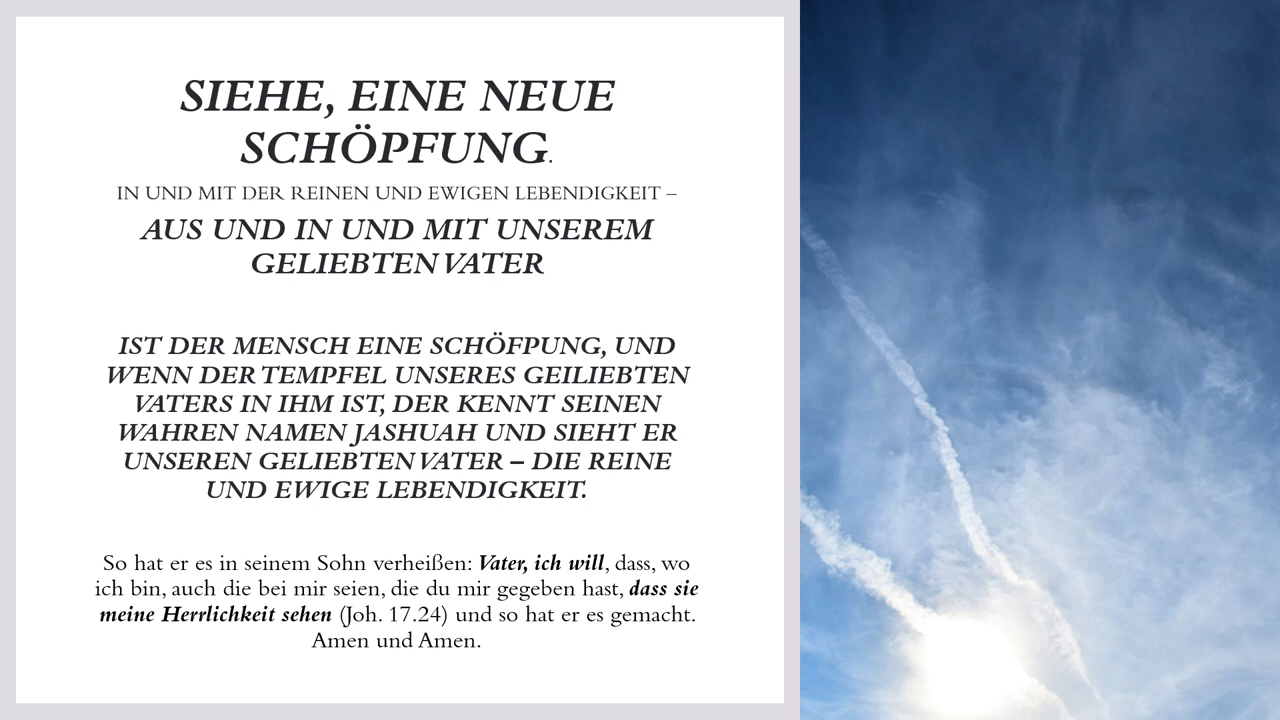 SIEHE, EINE NEUE
SCHÖPFUNG.
IN UND MIT DER REINEN UND EWIGEN LEBENDIGKEIT –
AUS UND IN UND MIT UNSEREM
GELIEBTEN VATER
IST DER MENSCH EINE SCHÖFPUNG, UND
WENN DER TEMPFEL UNSERES GEILIEBTEN
VATERS IN IHM IST, DER KENNT SEINEN
WAHREN NAMEN JASHUAH UND SIEHT ER
UNSEREN GELIEBTEN VATER – DIE REINE
UND EWIGE LEBENDIGKEIT.
So hat er es in seinem Sohn verheißen: Vater, ich will, dass, wo
ich bin, auch die bei mir seien, die du mir gegeben hast, dass sie
meine Herrlichkeit sehen (Joh. 17.24) und so hat er es gemacht.
Amen und Amen.